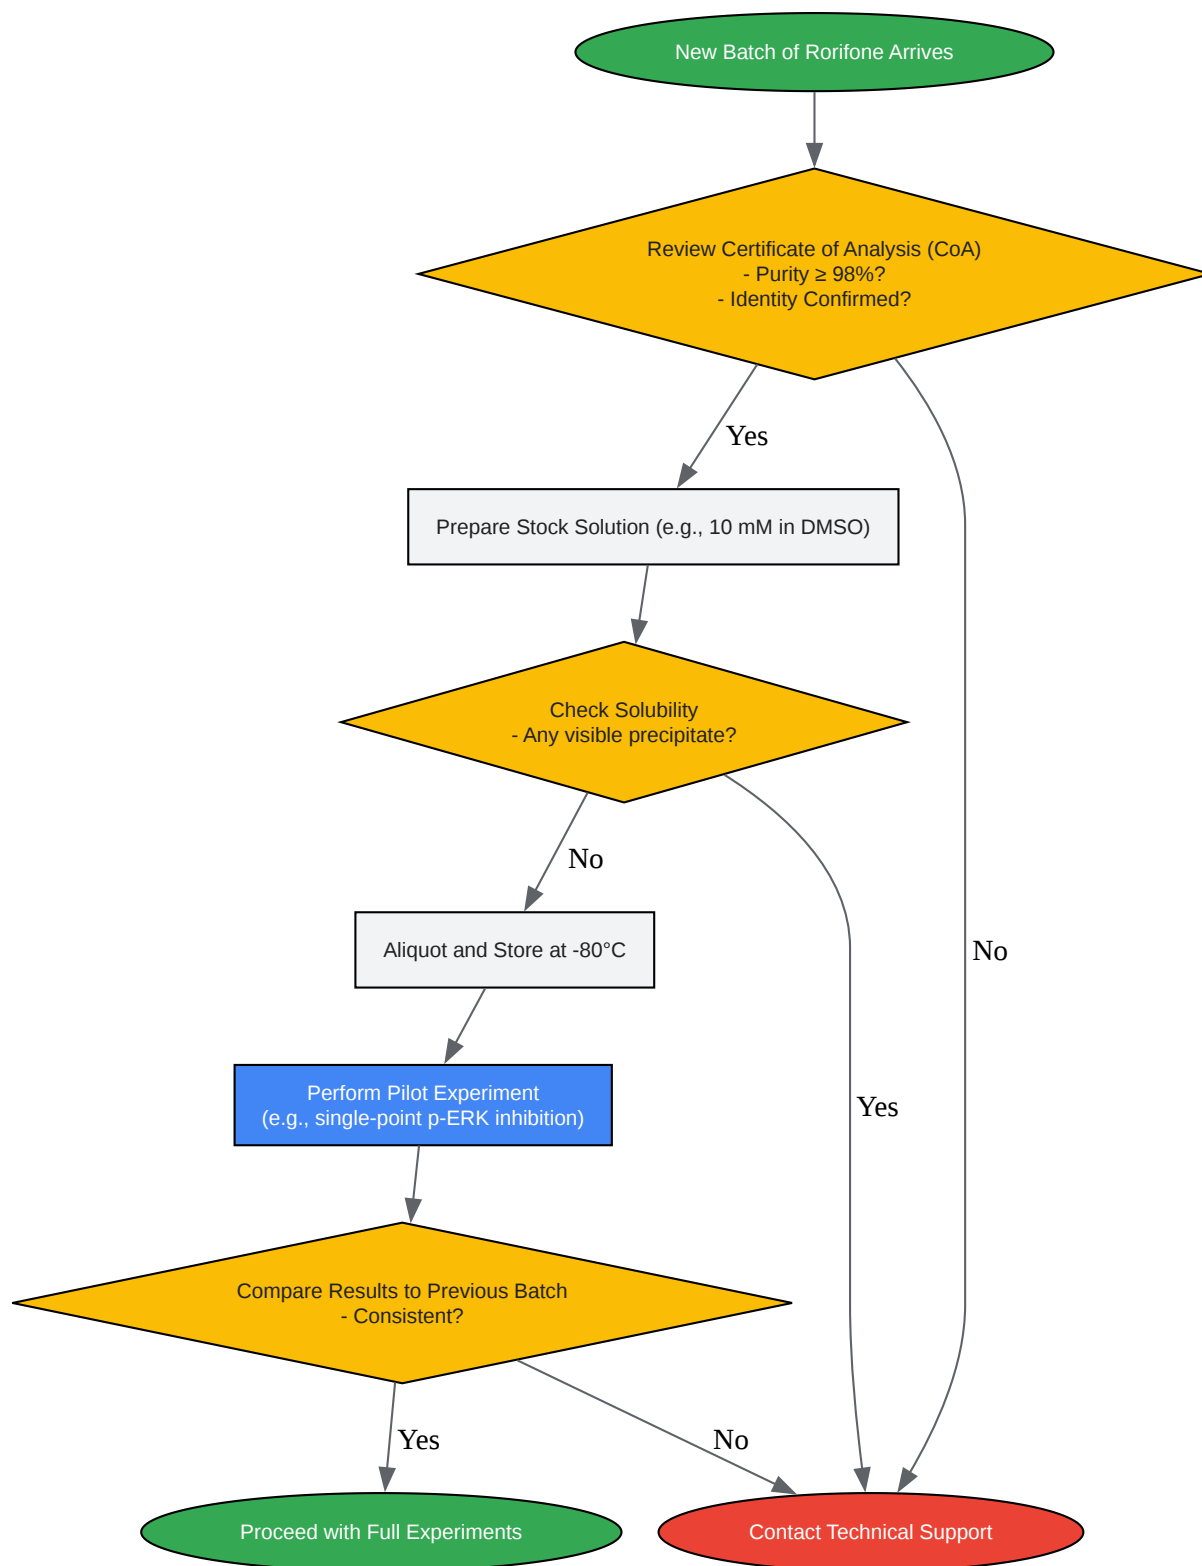 New Batch of Rorifone Arrives
Review Certificate of Analysis (CoA)
- Purity ≥ 98%?
- Identity Confirmed?
Yes
Prepare Stock Solution (e.g., 10 mM in DMSO)
Check Solubility
- Any visible precipitate?
No
Aliquot and Store at -80°C
No
Perform Pilot Experiment
(e.g., single-point p-ERK inhibition)
Yes
Compare Results to Previous Batch
- Consistent?
Yes
No
Proceed with Full Experiments
Contact Technical Support